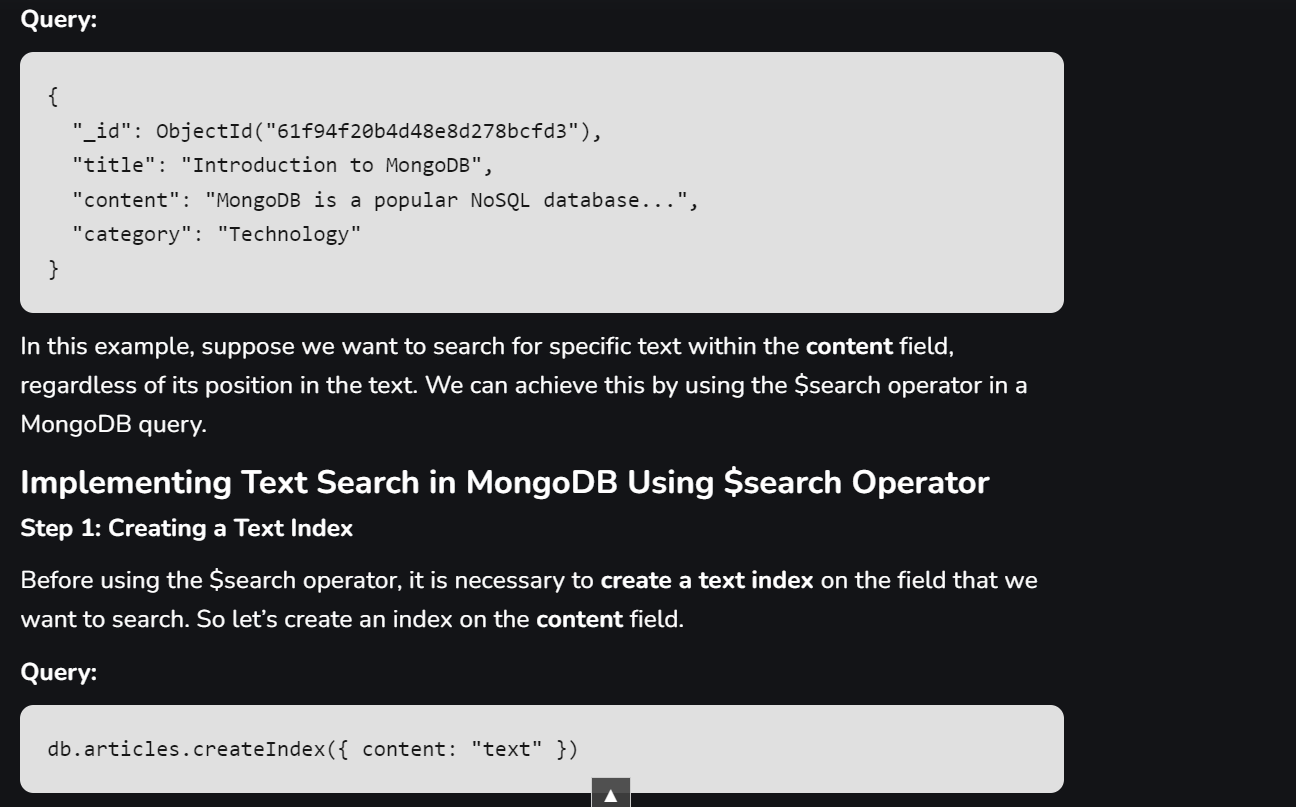 Query:
{
  "_id": ObjectId("61f94f20b4d48e8d278bcfd3"),
  "title": "Introduction to MongoDB",
  "content": "MongoDB is a popular NoSQL database...",
  "category": "Technology"
}
In this example, suppose we want to search for specific text within the content field,
regardless of its position in the text. We can achieve this by using the $search operator in a
MongoDB query.
Implementing Text Search in MongoDB Using $search Operator
Step 1: Creating a Text Index
Before using the $search operator, it is necessary to create a text index on the field that we
want to search. So let’s create an index on the content field.
Query:
db.articles.createIndex({ content: "text" })